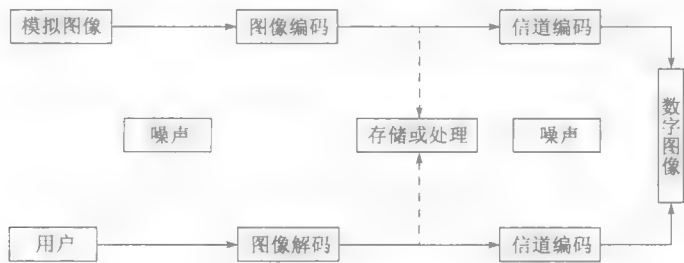 模拟图像
图像编码
信道编码
数字图像
噪声
存储或处理
噪声
用户
图像解码
信道编码